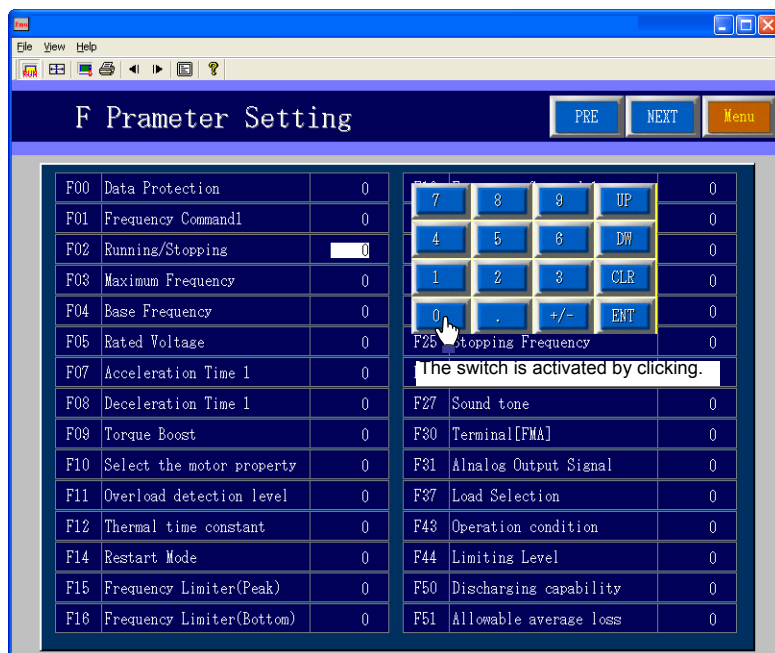 Emu
File View Help
RUN
F Prameter Setting
PRE NEXT Menu
F00 Data Protection 0
F01 Frequency Command1 0
F02 Running/Stopping 0
F03 Maximum Frequency 0
F04 Base Frequency 0
F05 Rated Voltage 0
F07 Acceleration Time 1 0
F08 Deceleration Time 1 0
F09 Torque Boost 0
F10 Select the motor property 0
F11 Overload detection level 0
F12 Thermal time constant 0
F14 Restart Mode 0
F15 Frequency Limiter(Peak) 0
F16 Frequency Limiter(Bottom) 0
7 8 9 UP
4 5 6 DW
1 2 3 CLR
0 . +/- ENT
0
0
0
0
0
F25 Stopping Frequency 0
The switch is activated by clicking.
0
F27 Sound tone 0
F30 Terminal[FMA] 0
F31 Alnalog Output Signal 0
F37 Load Selection 0
F43 Operation condition 0
F44 Limiting Level 0
F50 Discharging capability 0
F51 Allowable average loss 0